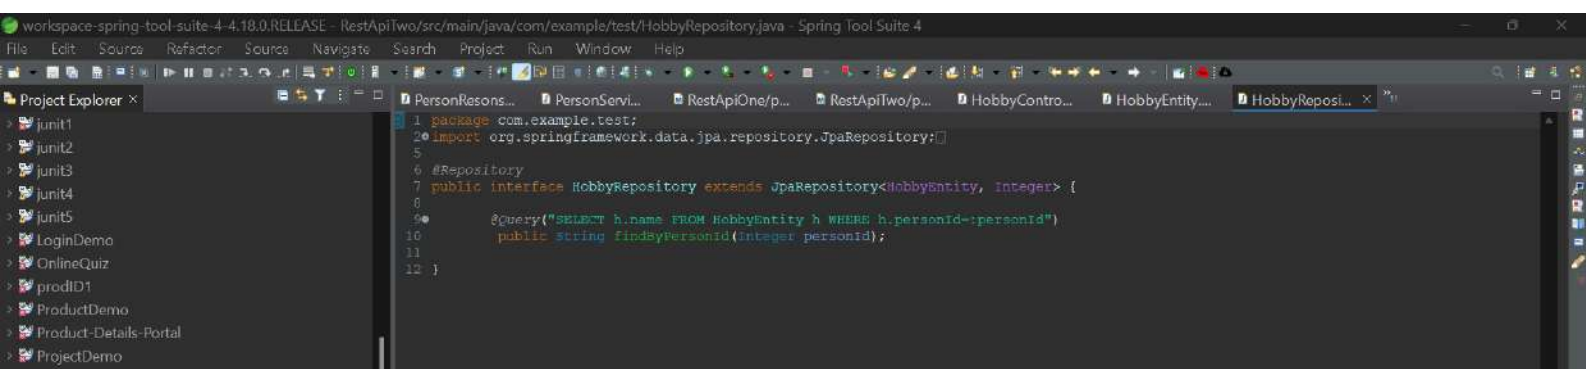 workspace-spring-tool-suite-4-4.18.0.RELEASE - RestApiTwo/src/main/java/com/example/test/HobbyRepository.java - Spring Tool Suite 4
File Edit Source Refactor Source Navigate Search Project Run Window Help
Project Explorer ×
PersonRespons... PersonServi... RestApiOne/p... RestApiTwo/p... HobbyContro... HobbyEntity.... HobbyReposi... × »11
junit1
junit2
junit3
junit4
junit5
LoginDemo
OnlineQuiz
prodID1
ProductDemo
Product-Details-Portal
ProjectDemo
1 package com.example.test;
2 import org.springframework.data.jpa.repository.JpaRepository;
5
6 @Repository
7 public interface HobbyRepository extends JpaRepository<HobbyEntity, Integer> {
8
9 @Query("SELECT h.name FROM HobbyEntity h WHERE h.personId=:personId")
10 public String findByPersonId(Integer personId);
11
12 }